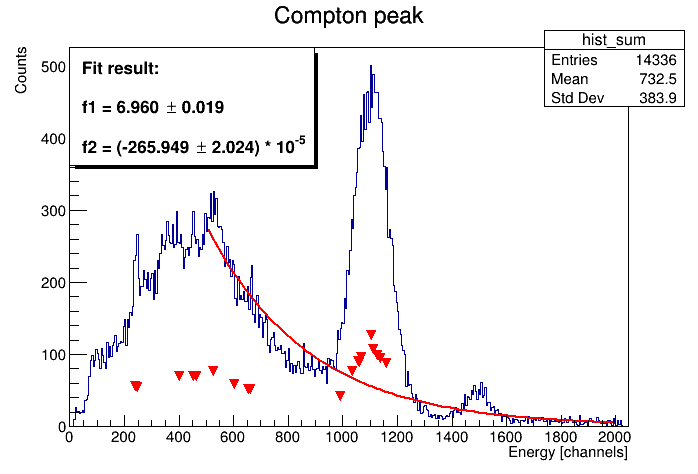 Compton peak
hist_sum
Entries 14336
Mean 732.5
Std Dev 383.9
Counts
Fit result:
f1 = 6.960 ± 0.019
f2 = (-265.949 ± 2.024) * 10^-5
500
400
300
200
100
0
0 200 400 600 800 1000 1200 1400 1600 1800 2000
Energy [channels]